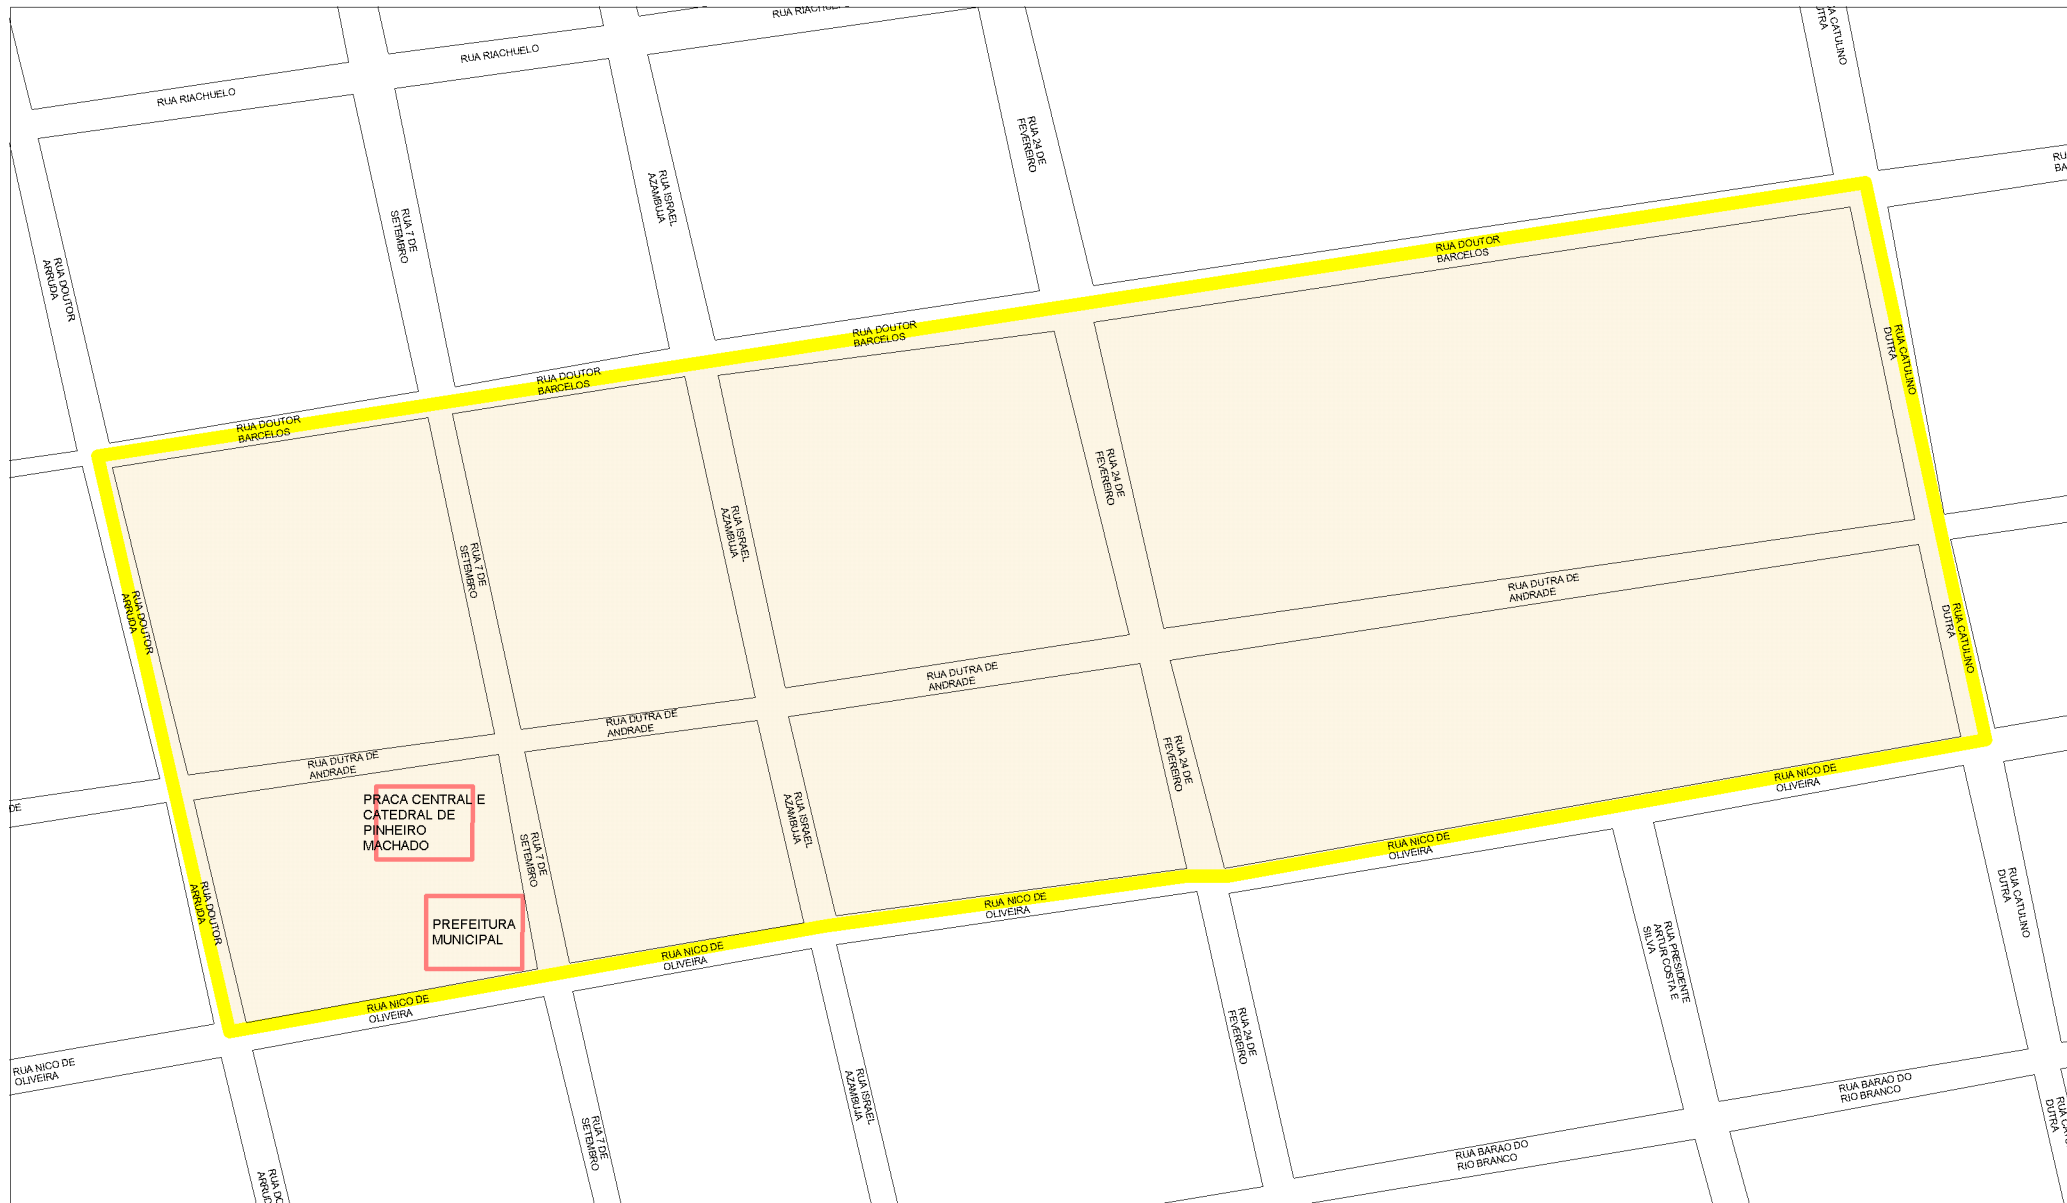 RUA RIACHUELO
RUA RIACHUELO
RUA 24 DE
FEVEREIRO
RUA ISRAEL
AZAMBUJA
RUA 7 DE
SETEMBRO
RUA DOUTOR
ARRUDA
RUA DOUTOR
BARCELOS
RUA DOUTOR
BARCELOS
RUA DOUTOR
BARCELOS
RUA DOUTOR
BARCELOS
RUA CATULINO
DUTRA
RUA 24 DE
FEVEREIRO
RUA ISRAEL
AZAMBUJA
RUA 7 DE
SETEMBRO
RUA DOUTOR
ARRUDA
RUA DUTRA DE
ANDRADE
RUA DUTRA DE
ANDRADE
RUA DUTRA DE
ANDRADE
RUA DUTRA DE
ANDRADE
RUA CATULINO
DUTRA
DE
PRACA CENTRAL E
CATEDRAL DE
PINHEIRO
MACHADO
RUA 7 DE
SETEMBRO
RUA ISRAEL
AZAMBUJA
RUA 24 DE
FEVEREIRO
RUA DOUTOR
ARRUDA
PREFEITURA
MUNICIPAL
RUA NICO DE
OLIVEIRA
RUA NICO DE
OLIVEIRA
RUA NICO DE
OLIVEIRA
RUA NICO DE
OLIVEIRA
RUA NICO DE
OLIVEIRA
RUA NICO DE
OLIVEIRA
RUA CATULINO
DUTRA
RUA PRESIDENTE
ARTUR COSTA E
SILVA
RUA 24 DE
FEVEREIRO
RUA ISRAEL
AZAMBUJA
RUA 7 DE
SETEMBRO
RUA BARAO DO
RIO BRANCO
RUA BARAO DO
RIO BRANCO